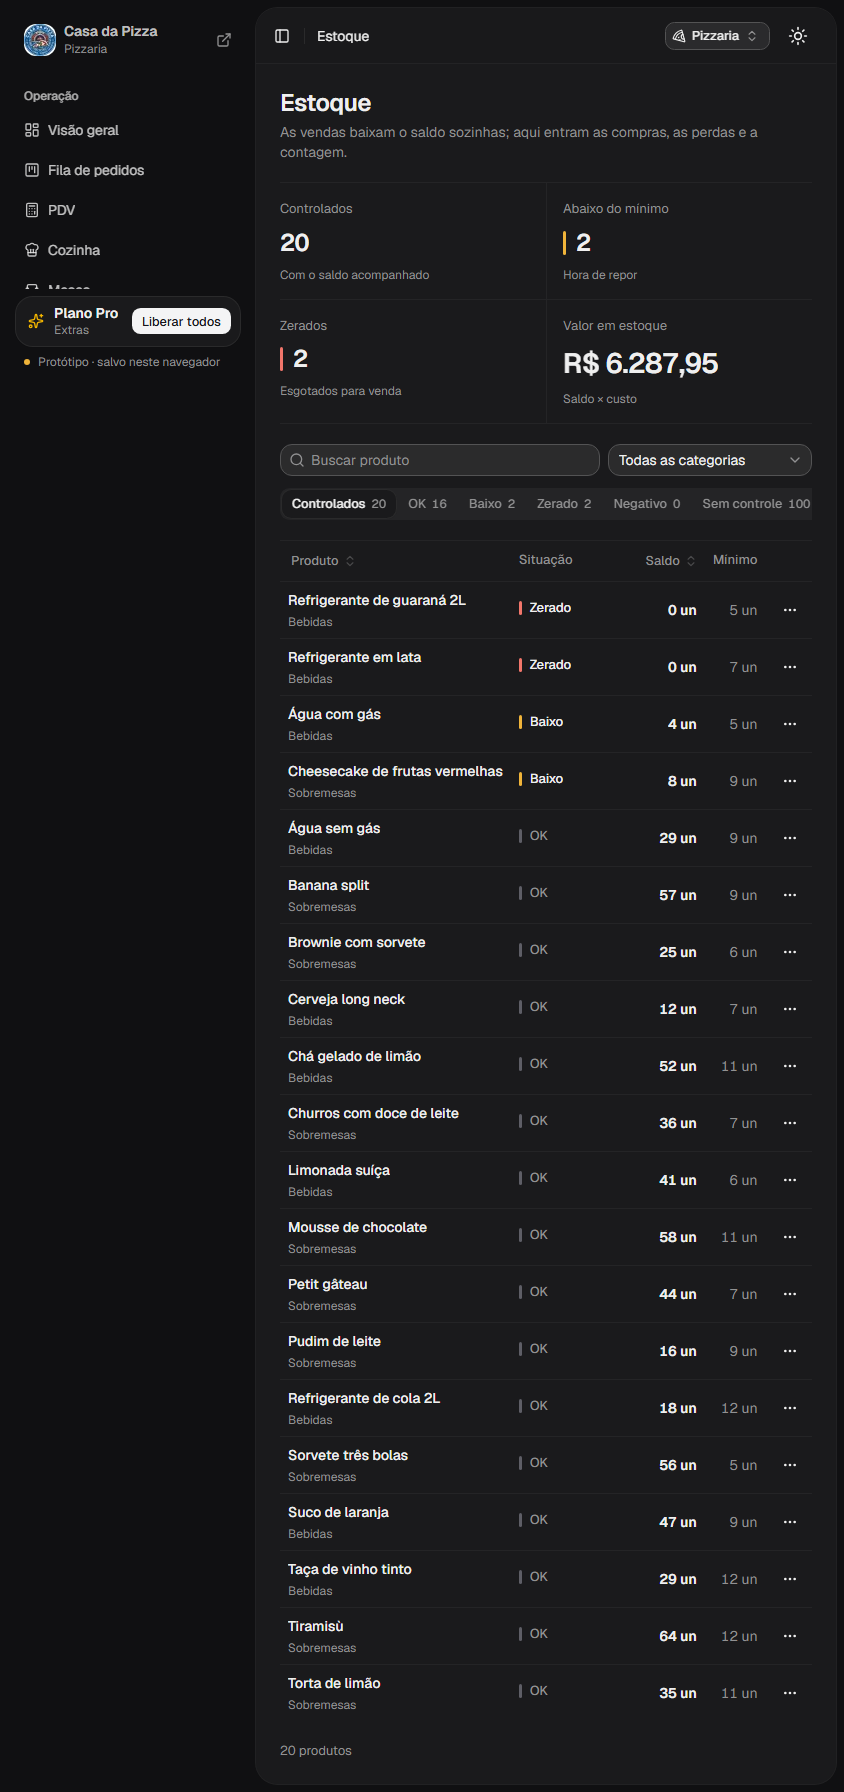 Casa da Pizza
Pizzaria
Operação
Visão geral
Fila de pedidos
PDV
Cozinha
Plano Pro
Extras
Liberar todos
Protótipo · salvo neste navegador
Estoque
Pizzaria
Estoque
As vendas baixam o saldo sozinhas; aqui entram as compras, as perdas e a
contagem.
Controlados
20
Com o saldo acompanhado
Abaixo do mínimo
2
Hora de repor
Zerados
2
Esgotados para venda
Valor em estoque
R$ 6.287,95
Saldo × custo
Buscar produto
Todas as categorias
Controlados 20 OK 16 Baixo 2 Zerado 2 Negativo 0 Sem controle 100
Produto Situação Saldo Mínimo
Refrigerante de guaraná 2L Zerado 0 un 5 un
Bebidas
Refrigerante em lata Zerado 0 un 7 un
Bebidas
Água com gás Baixo 4 un 5 un
Bebidas
Cheesecake de frutas vermelhas Baixo 8 un 9 un
Sobremesas
Água sem gás OK 29 un 9 un
Bebidas
Banana split OK 57 un 9 un
Sobremesas
Brownie com sorvete OK 25 un 6 un
Sobremesas
Cerveja long neck OK 12 un 7 un
Bebidas
Chá gelado de limão OK 52 un 11 un
Bebidas
Churros com doce de leite OK 36 un 7 un
Sobremesas
Limonada suíça OK 41 un 6 un
Bebidas
Mousse de chocolate OK 58 un 11 un
Sobremesas
Petit gâteau OK 44 un 7 un
Sobremesas
Pudim de leite OK 16 un 9 un
Sobremesas
Refrigerante de cola 2L OK 18 un 12 un
Bebidas
Sorvete três bolas OK 56 un 5 un
Sobremesas
Suco de laranja OK 47 un 9 un
Bebidas
Taça de vinho tinto OK 29 un 12 un
Bebidas
Tiramisù OK 64 un 12 un
Sobremesas
Torta de limão OK 35 un 11 un
Sobremesas
20 produtos